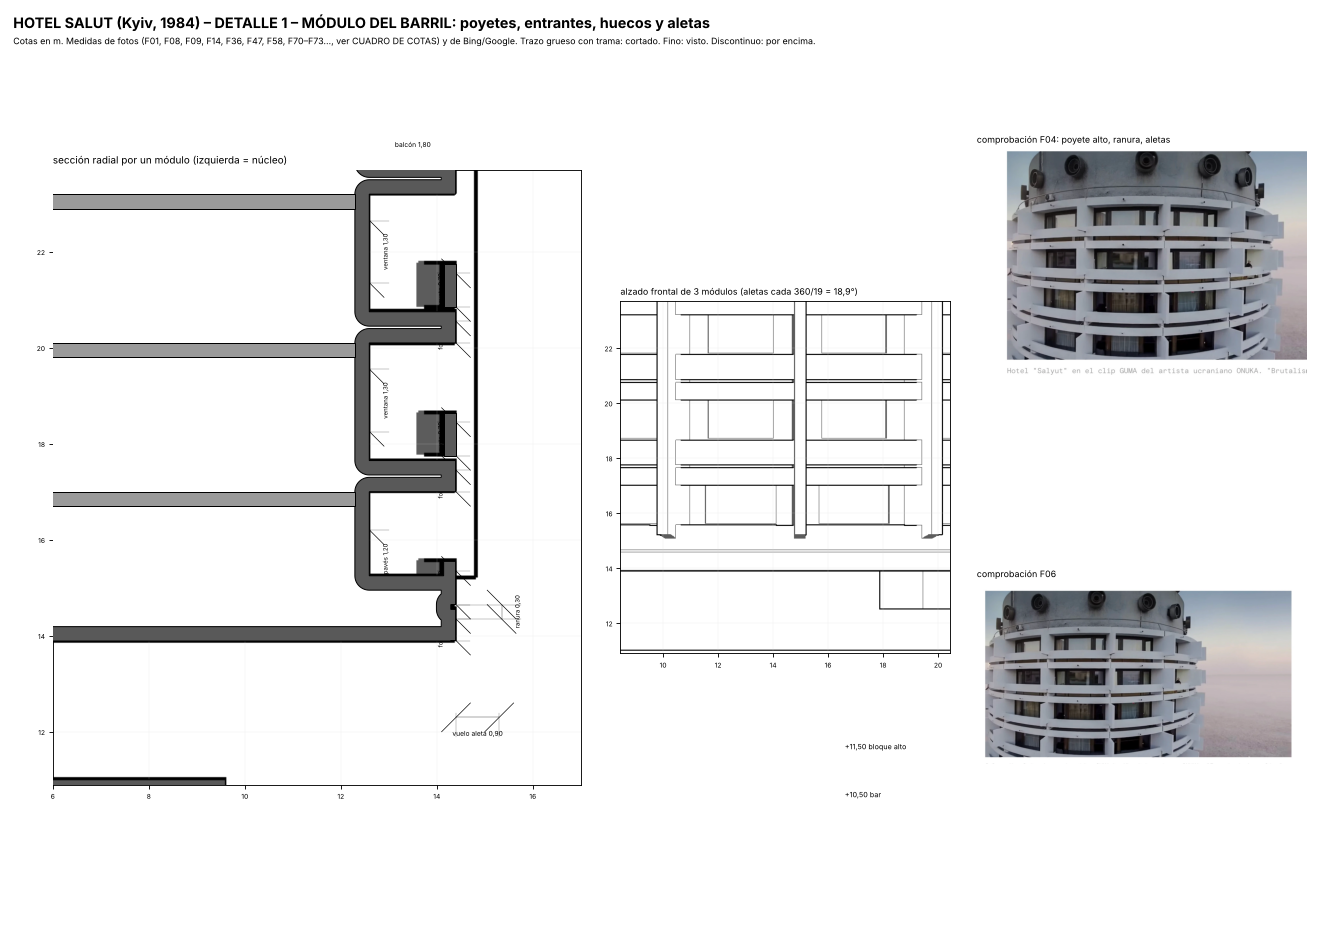 HOTEL SALUT (Kyiv, 1984) – DETALLE 1 – MÓDULO DEL BARRIL: poyetes, entrantes, huecos y aletas
Cotas en m. Medidas de fotos (F01, F08, F09, F14, F36, F47, F58, F70–F73..., ver CUADRO DE COTAS) y de Bing/Google. Trazo grueso con trama: cortado. Fino: visto. Discontinuo: por encima.
balcón 1,80
sección radial por un módulo (izquierda = núcleo)
22
20
18
16
14
12
6
8
10
12
14
16
ventana 1,30
ventana 1,30
ranura 0,30
vuelo aleta 0,90
alzado frontal de 3 módulos (aletas cada 360/19 = 18,9°)
22
20
18
16
14
12
10
12
14
16
18
20
+11,50 bloque alto
+10,50 bar
comprobación F04: poyete alto, ranura, aletas
Hotel "Salyut" en el clip GUMA del artista ucraniano ONUKA. "Brutalis
comprobación F06